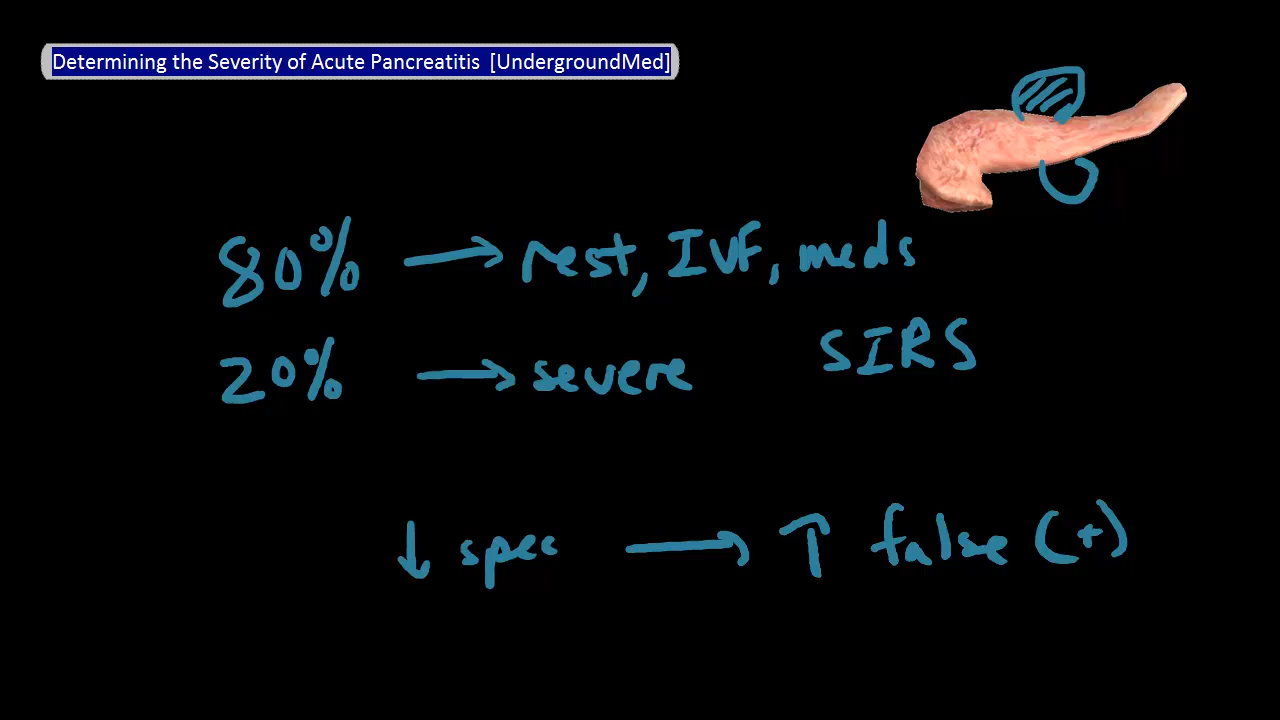 Determining the Severity of Acute Pancreatitis [UndergroundMed]
80% → rest, IVF, meds
20% → severe SIRS
↓ spec → ↑ false (+)